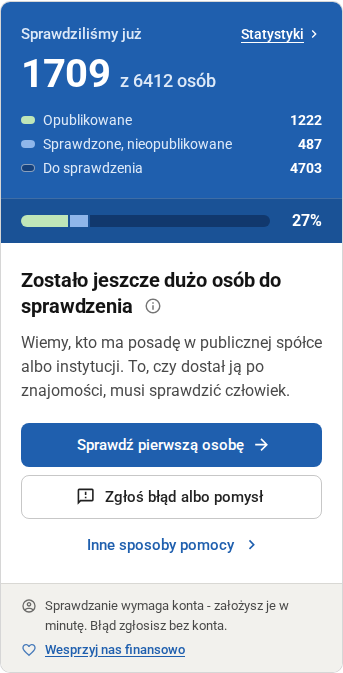 Sprawdziliśmy już
Statystyki
1709 z 6412 osób
Opublikowane 1222
Sprawdzone, nieopublikowane 487
Do sprawdzenia 4703
27%
Zostało jeszcze dużo osób do
sprawdzenia
Wiemy, kto ma posadę w publicznej spółce
albo instytucji. To, czy dostał ją po
znajomości, musi sprawdzić człowiek.
Sprawdź pierwszą osobę
Zgłoś błąd albo pomysł
Inne sposoby pomocy
Sprawdzanie wymaga konta - założysz je w
minutę. Błąd zgłosisz bez konta.
Wesprzyj nas finansowo